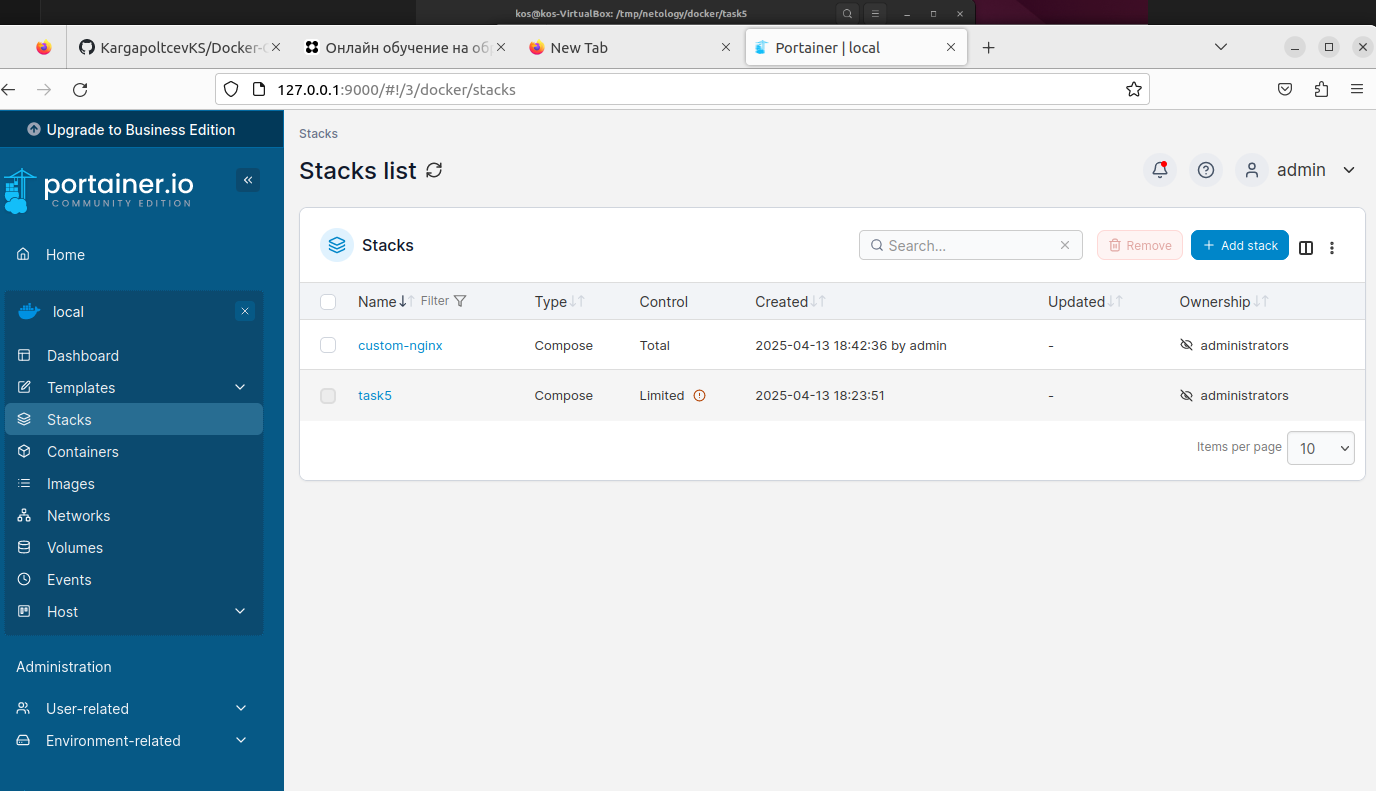 kos@kos-VirtualBox: /tmp/netology/docker/task5
KargapoltcevKS/Docker-
Онлайн обучение на об
New Tab
Portainer | local
127.0.0.1:9000/#!/3/docker/stacks
Upgrade to Business Edition
portainer.io
COMMUNITY EDITION
Home
local
Dashboard
Templates
Stacks
Containers
Images
Networks
Volumes
Events
Host
Administration
User-related
Environment-related
Stacks
Stacks list
admin
Stacks
Search...
Remove
Add stack
Name Filter Type Control Created Updated Ownership
custom-nginx Compose Total 2025-04-13 18:42:36 by admin - administrators
task5 Compose Limited 2025-04-13 18:23:51 - administrators
Items per page 10